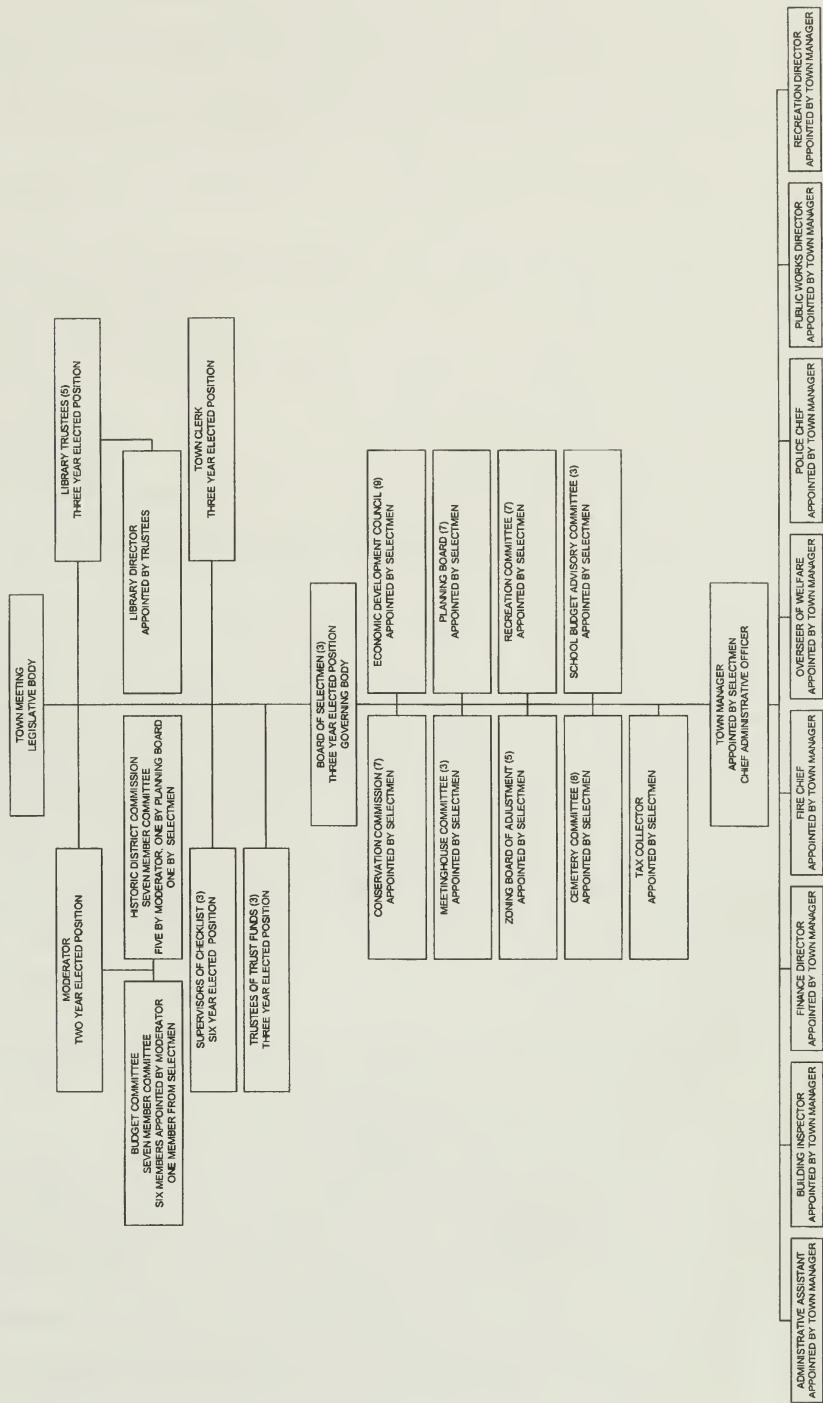 TOWN MEETING
LEGISLATIVE BODY
MODERATOR
TWO YEAR ELECTED POSITION
LIBRARY TRUSTEES (5)
THREE YEAR ELECTED POSITION
BUDGET COMMITTEE
SEVEN MEMBER COMMITTEE
SIX MEMBERS APPOINTED BY MODERATOR
ONE MEMBER FROM SELECTMEN
HISTORIC DISTRICT COMMISSION
SEVEN MEMBER COMMITTEE
FIVE BY MODERATOR, ONE BY PLANNING BOARD
ONE BY SELECTMEN
LIBRARY DIRECTOR
APPOINTED BY TRUSTEES
SUPERVISORS OF CHECKLIST (3)
SIX YEAR ELECTED POSITION
TOWN CLERK
THREE YEAR ELECTED POSITION
TRUSTEES OF TRUST FUNDS (3)
THREE YEAR ELECTED POSITION
BOARD OF SELECTMEN (3)
THREE YEAR ELECTED POSITION
GOVERNING BODY
CONSERVATION COMMISSION (7)
APPOINTED BY SELECTMEN
ECONOMIC DEVELOPMENT COUNCIL (9)
APPOINTED BY SELECTMEN
MEETINGHOUSE COMMITTEE (3)
APPOINTED BY SELECTMEN
PLANNING BOARD (7)
APPOINTED BY SELECTMEN
ZONING BOARD OF ADJUSTMENT (5)
APPOINTED BY SELECTMEN
RECREATION COMMITTEE (7)
APPOINTED BY SELECTMEN
CEMETERY COMMITTEE (8)
APPOINTED BY SELECTMEN
SCHOOL BUDGET ADVISORY COMMITTEE (3)
APPOINTED BY SELECTMEN
TAX COLLECTOR
APPOINTED BY SELECTMEN
TOWN MANAGER
APPOINTED BY SELECTMEN
CHIEF ADMINISTRATIVE OFFICER
ADMINISTRATIVE ASSISTANT
APPOINTED BY TOWN MANAGER
BUILDING INSPECTOR
APPOINTED BY TOWN MANAGER
FINANCE DIRECTOR
APPOINTED BY TOWN MANAGER
FIRE CHIEF
APPOINTED BY TOWN MANAGER
OVERSEER OF WELFARE
APPOINTED BY TOWN MANAGER
POLICE CHIEF
APPOINTED BY TOWN MANAGER
PUBLIC WORKS DIRECTOR
APPOINTED BY TOWN MANAGER
RECREATION DIRECTOR
APPOINTED BY TOWN MANAGER